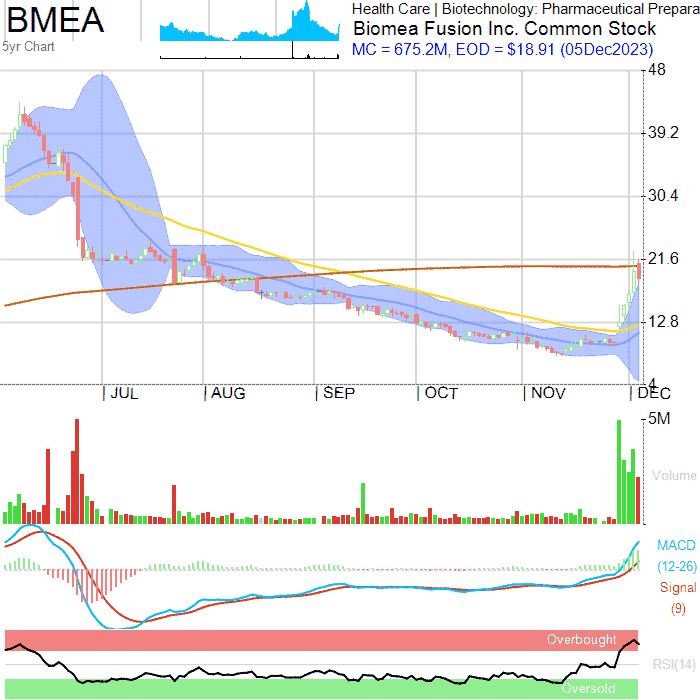 BMEA
5yr Chart
Health Care | Biotechnology: Pharmaceutical Prepara
Biomea Fusion Inc. Common Stock
MC = 675.2M, EOD = $18.91 (05Dec2023)
48
39.2
30.4
21.6
12.8
4
JUL
AUG
SEP
OCT
NOV
DEC
5M
Volume
MACD
(12-26)
Signal
(9)
Overbought
RSI(14)
Oversold